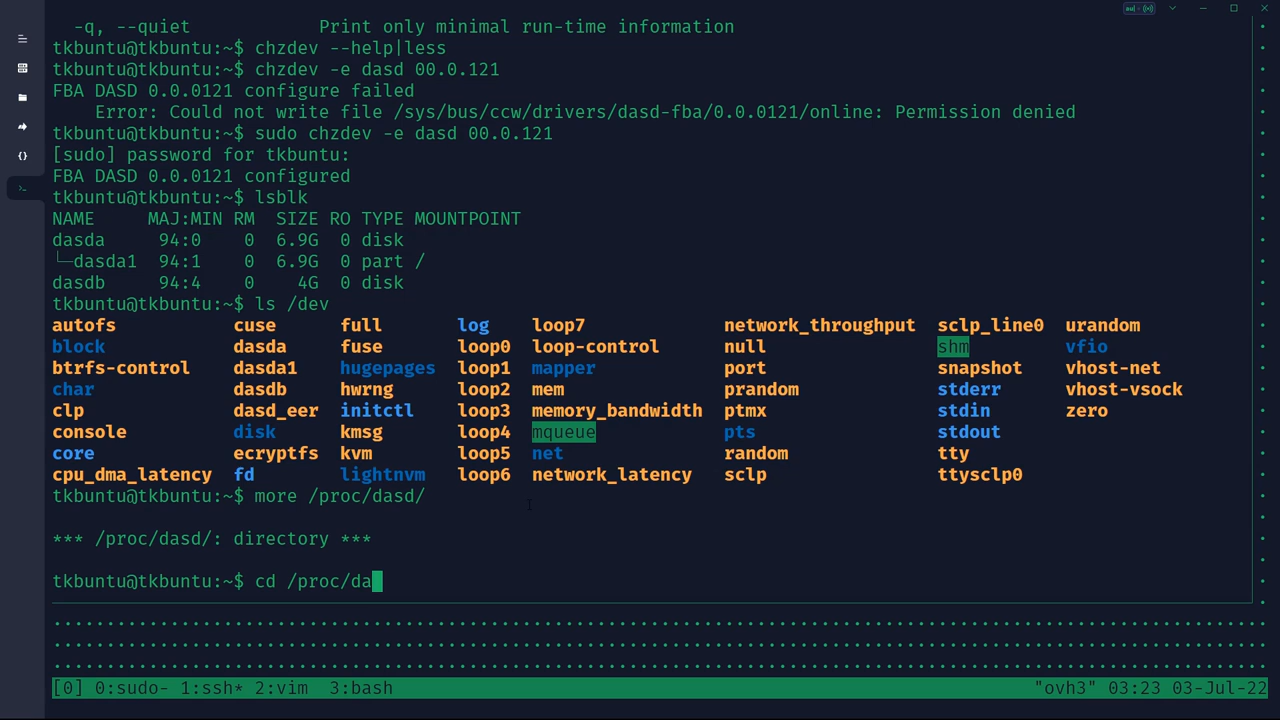 -q, --quiet            Print only minimal run-time information
tkbuntu@tkbuntu:~$ chzdev --help|less
tkbuntu@tkbuntu:~$ chzdev -e dasd 00.0.121
FBA DASD 0.0.0121 configure failed
    Error: Could not write file /sys/bus/ccw/drivers/dasd-fba/0.0.0121/online: Permission denied
tkbuntu@tkbuntu:~$ sudo chzdev -e dasd 00.0.121
[sudo] password for tkbuntu:
FBA DASD 0.0.0121 configured
tkbuntu@tkbuntu:~$ lsblk
NAME     MAJ:MIN RM  SIZE RO TYPE MOUNTPOINT
dasda     94:0    0  6.9G  0 disk
└─dasda1  94:1    0  6.9G  0 part /
dasdb     94:4    0    4G  0 disk
tkbuntu@tkbuntu:~$ ls /dev
autofs           cuse      full       log    loop7             network_throughput  sclp_line0  urandom
block            dasda     fuse       loop0  loop-control      null                shm         vfio
btrfs-control    dasda1    hugepages  loop1  mapper            port                snapshot    vhost-net
char             dasdb     hwrng      loop2  mem               prandom             stderr      vhost-vsock
clp              dasd_eer  initctl    loop3  memory_bandwidth  ptmx                stdin       zero
console          disk      kmsg       loop4  mqueue            pts                 stdout
core             ecryptfs  kvm        loop5  net               random              tty
cpu_dma_latency  fd        lightnvm   loop6  network_latency   sclp                ttysclp0
tkbuntu@tkbuntu:~$ more /proc/dasd/
*** /proc/dasd/: directory ***
tkbuntu@tkbuntu:~$ cd /proc/da
[0] 0:sudo- 1:ssh* 2:vim  3:bash "ovh3" 03:23 03-Jul-22